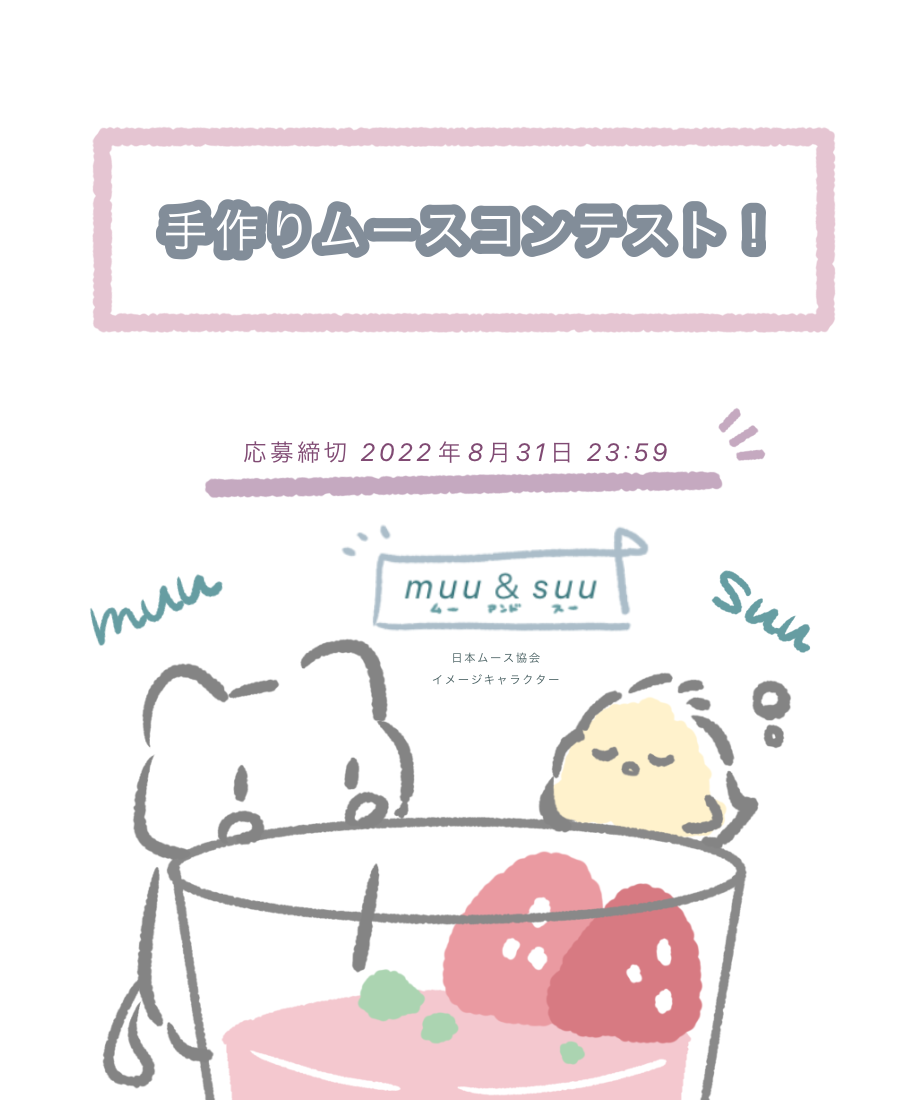 手作りムースコンテスト！
応募締切 2022年8月31日 23:59
muu & suu
ムー アンド スー
muu
suu
日本ムース協会
イメージキャラクター